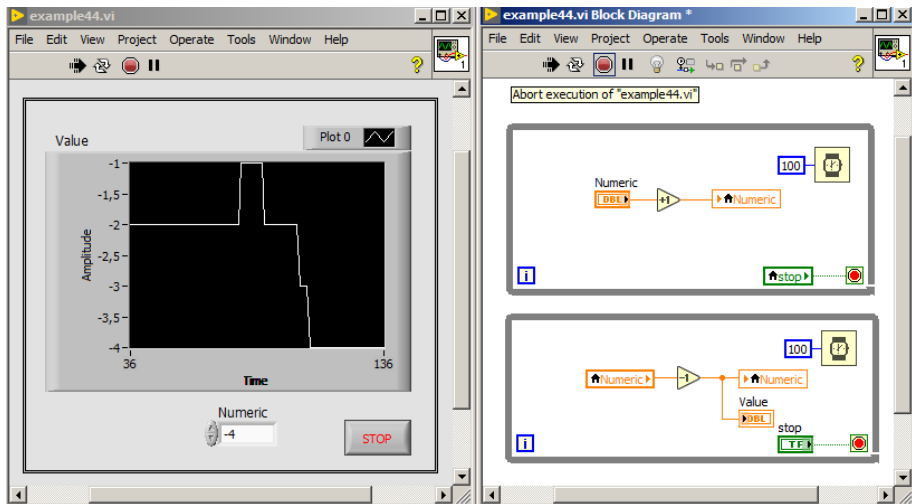 example44.vi
File Edit View Project Operate Tools Window Help
1
Value
Plot 0
-1-
-1,5-
-2-
-2,5-
-3-
-3,5-
-4-
Amplitude
36
136
Time
Numeric
-4
STOP
example44.vi Block Diagram *
File Edit View Project Operate Tools Window Help
1
Abort execution of "example44.vi"
100
Numeric
DBL
+1
Numeric
i
stop
100
Numeric
-1
Numeric
Value
DBL
stop
TF
i